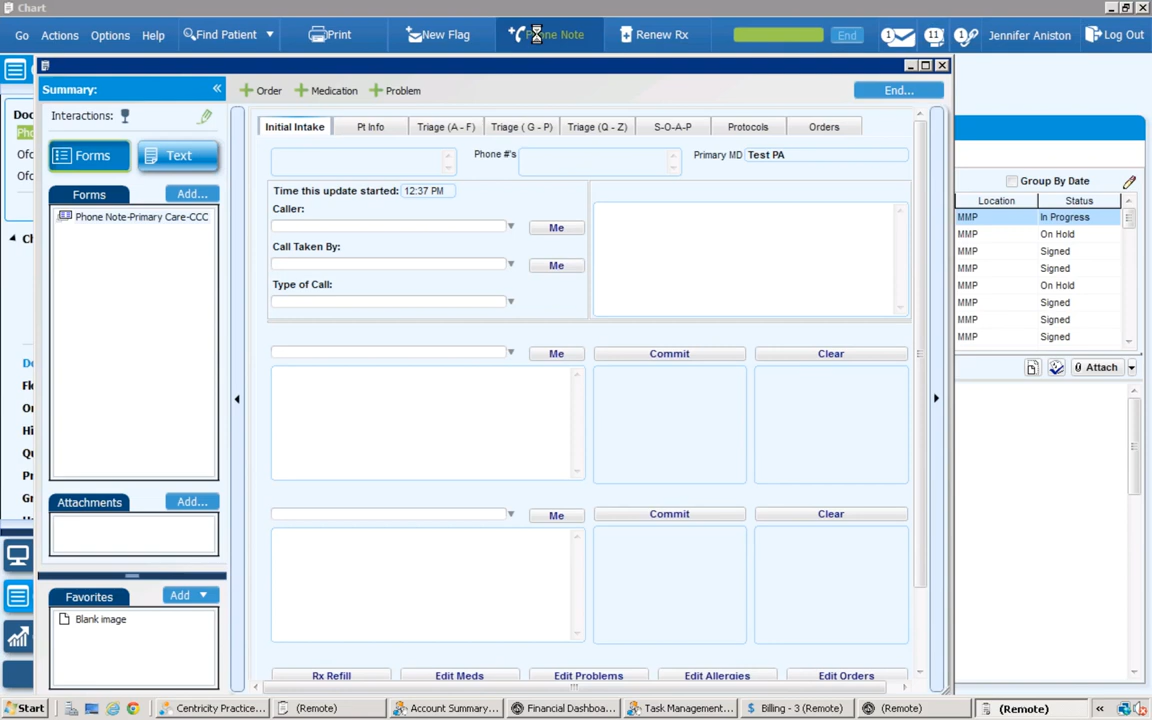 Chart
Go Actions Options Help Find Patient Print New Flag Phone Note Renew Rx End 1 11 1 Jennifer Aniston Log Out
Summary: «
Order Medication Problem End...
Interactions:
Forms Text
Forms Add...
Phone Note-Primary Care-CCC
Attachments Add...
Favorites Add
Blank image
Initial Intake Pt Info Triage (A - F) Triage ( G - P) Triage (Q - Z) S-O-A-P Protocols Orders
Phone #'s Primary MD Test PA
Time this update started: 12:37 PM
Caller:
Me
Call Taken By:
Me
Type of Call:
Me Commit Clear
Me Commit Clear
Rx Refill Edit Meds Edit Problems Edit Allergies Edit Orders
Group By Date
Location Status
MMP In Progress
MMP On Hold
MMP Signed
MMP Signed
MMP On Hold
MMP Signed
MMP Signed
MMP Signed
Attach
Start Centricity Practice... (Remote) Account Summary... Financial Dashboa... Task Management... Billing - 3 (Remote) (Remote) (Remote) «